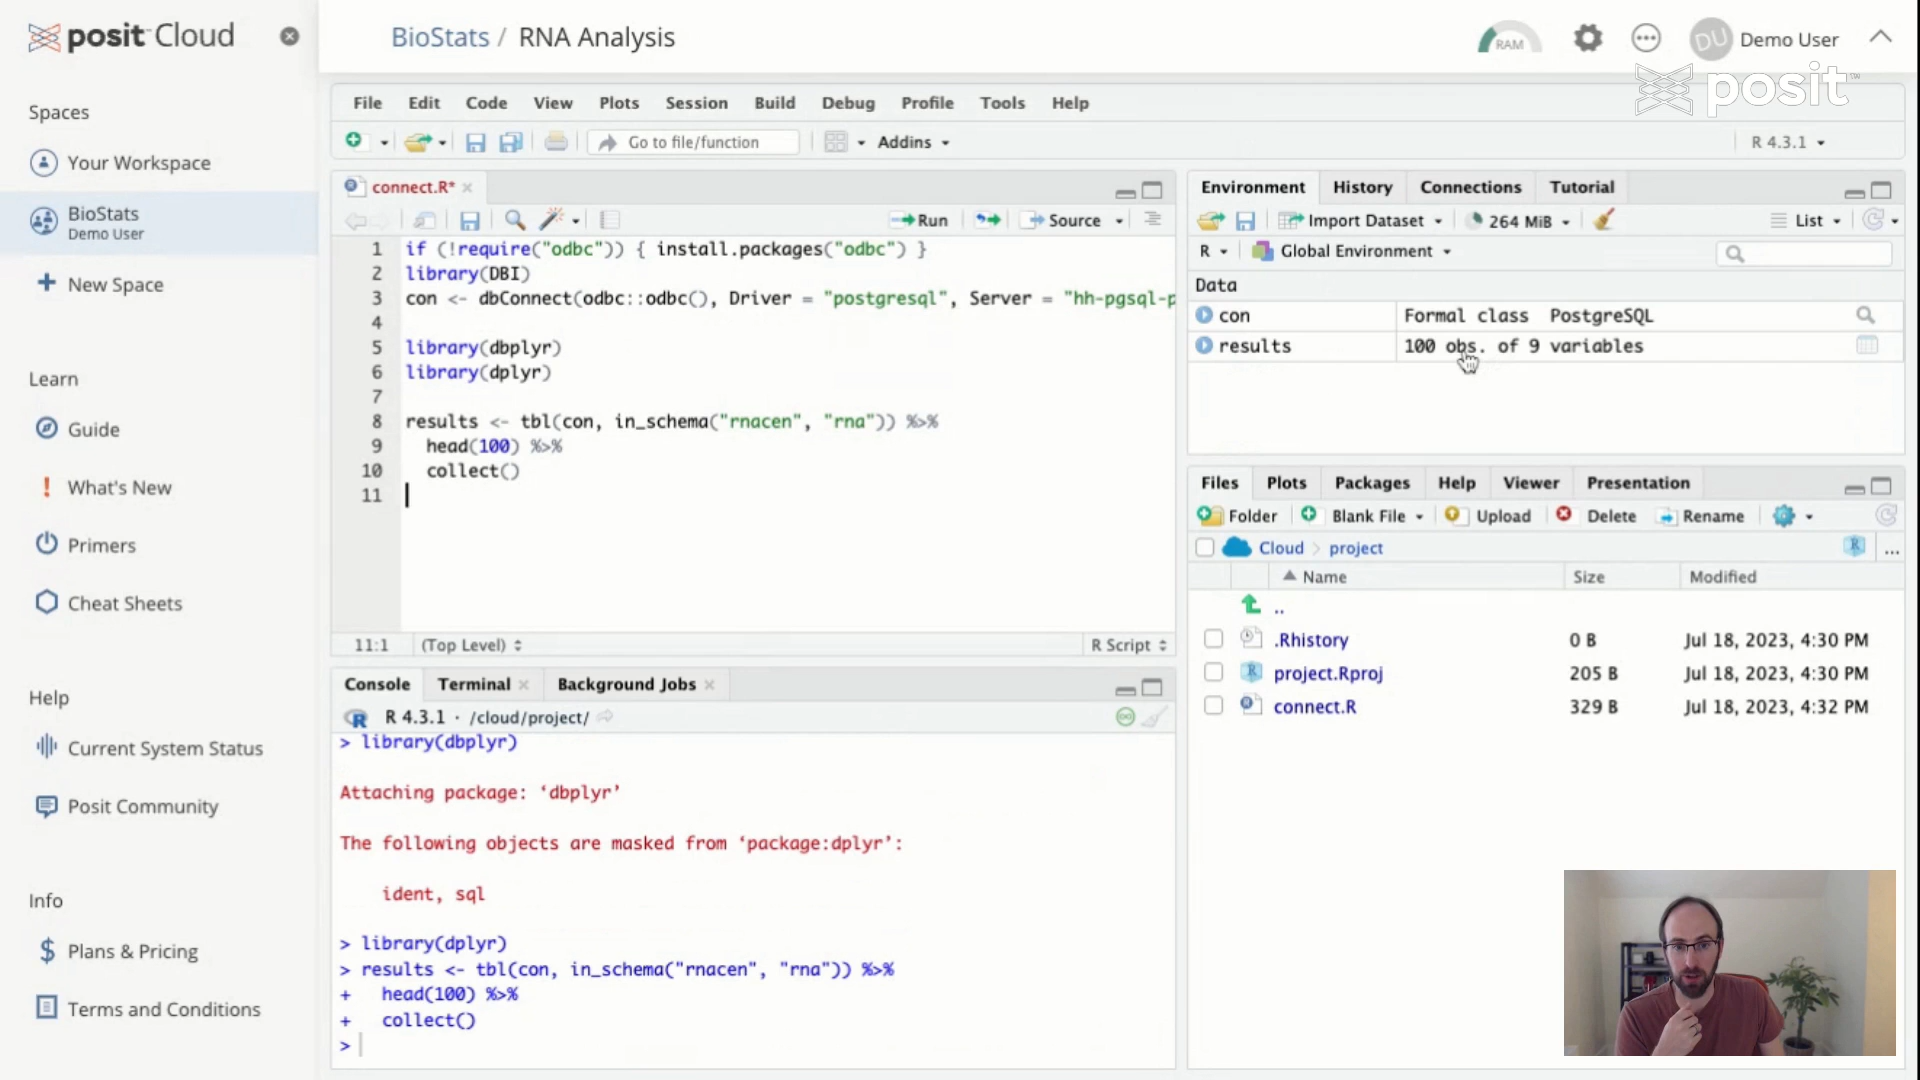 posit Cloud
BioStats / RNA Analysis
RAM
DU
Demo User
posit
Spaces
Your Workspace
BioStats
Demo User
New Space
Learn
Guide
What's New
Primers
Cheat Sheets
Help
Current System Status
Posit Community
Info
Plans & Pricing
Terms and Conditions
File Edit Code View Plots Session Build Debug Profile Tools Help
Go to file/function
Addins
R 4.3.1
connect.R*
Run
Source
1 if (!require("odbc")) { install.packages("odbc") }
2 library(DBI)
3 con <- dbConnect(odbc::odbc(), Driver = "postgresql", Server = "hh-pgsql-p
4
5 library(dbplyr)
6 library(dplyr)
7
8 results <- tbl(con, in_schema("rnacen", "rna")) %>%
9 head(100) %>%
10 collect()
11
11:1 (Top Level) R Script
Console Terminal Background Jobs
R 4.3.1 · /cloud/project/
> library(dbplyr)
Attaching package: ‘dbplyr’
The following objects are masked from ‘package:dplyr’:
ident, sql
> library(dplyr)
> results <- tbl(con, in_schema("rnacen", "rna")) %>%
+ head(100) %>%
+ collect()
>
Environment History Connections Tutorial
Import Dataset 264 MiB List
R Global Environment
Data
con Formal class PostgreSQL
results 100 obs. of 9 variables
Files Plots Packages Help Viewer Presentation
Folder Blank File Upload Delete Rename
Cloud > project
R ...
Name Size Modified
..
.Rhistory 0 B Jul 18, 2023, 4:30 PM
project.Rproj 205 B Jul 18, 2023, 4:30 PM
connect.R 329 B Jul 18, 2023, 4:32 PM